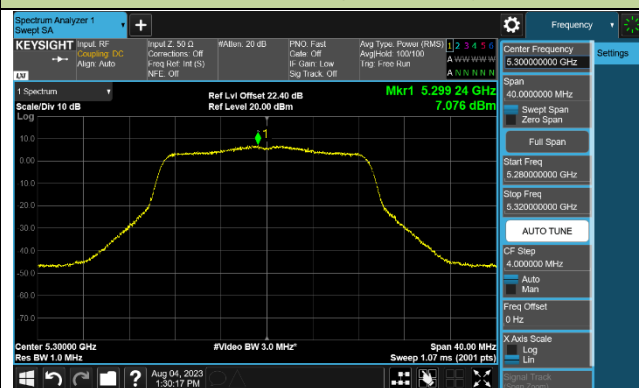 Spectrum Analyzer 1
Swept SA
+
Frequency
KEYSIGHT
Input: RF
Coupling: DC
Align: Auto
Input Z: 50 Ω
Corrections: Off
Freq Ref: Int (S)
NFE: Off
#Atten: 20 dB
PNO: Fast
Gate: Off
IF Gain: Low
Sig Track: Off
Avg Type: Power (RMS)
Avg|Hold: 100/100
Trig: Free Run
1 2 3 4 5 6
A W W W W W
A N N N N N
LXI
1 Spectrum
Scale/Div 10 dB
Log
Ref Lvl Offset 22.40 dB
Ref Level 20.00 dBm
Mkr1 5.299 24 GHz
7.076 dBm
1
10.0
0.00
-10.0
-20.0
-30.0
-40.0
-50.0
-60.0
-70.0
Center 5.30000 GHz
Res BW 1.0 MHz
#Video BW 3.0 MHz*
Span 40.00 MHz
Sweep 1.07 ms (2001 pts)
Aug 04, 2023
1:30:17 PM
Center Frequency
5.300000000 GHz
Settings
Span
40.0000000 MHz
Swept Span
Zero Span
Full Span
Start Freq
5.280000000 GHz
Stop Freq
5.320000000 GHz
AUTO TUNE
CF Step
4.000000 MHz
Auto
Man
Freq Offset
0 Hz
X Axis Scale
Log
Lin
Signal Track